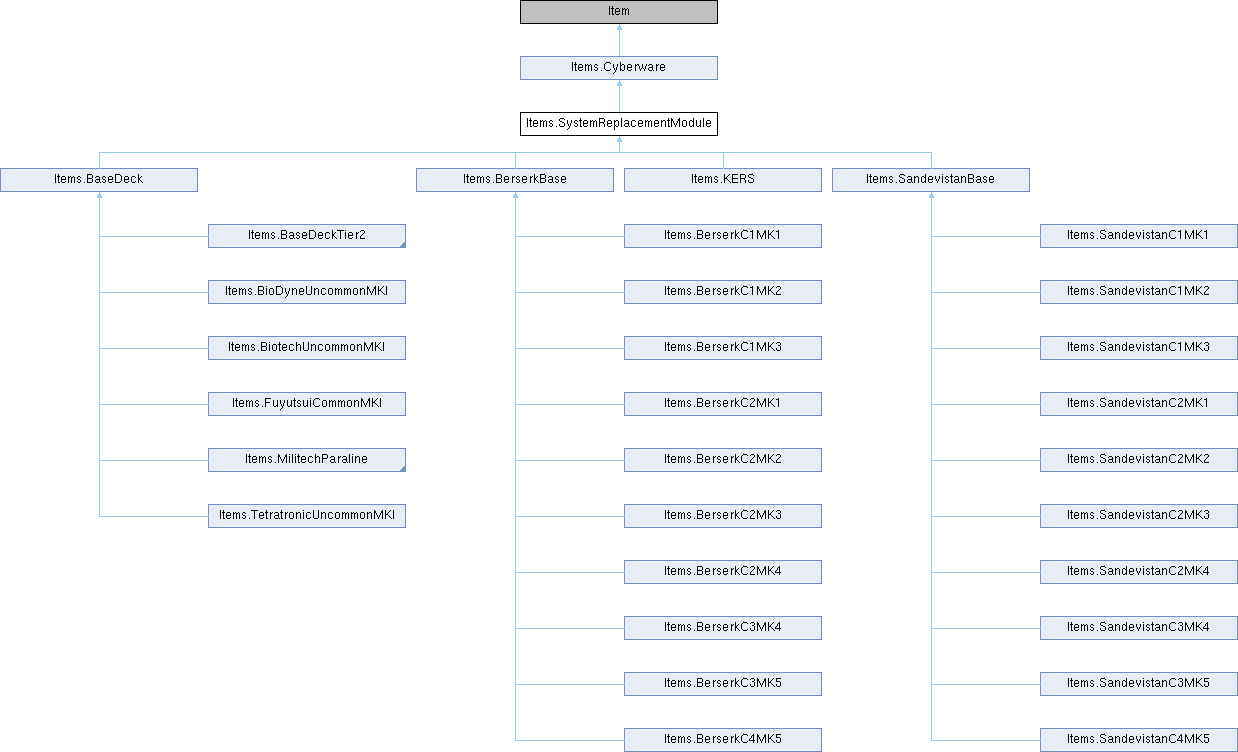 Item
Items.Cyberware
Items.SystemReplacementModule
Items.BaseDeck
Items.BerserkBase
Items.KERS
Items.SandevistanBase
Items.BaseDeckTier2
Items.BerserkC1MK1
Items.SandevistanC1MK1
Items.BioDyneUncommonMKI
Items.BerserkC1MK2
Items.SandevistanC1MK2
Items.BiotechUncommonMKI
Items.BerserkC1MK3
Items.SandevistanC1MK3
Items.FuyutsuiCommonMKI
Items.BerserkC2MK1
Items.SandevistanC2MK1
Items.MilitechParaline
Items.BerserkC2MK2
Items.SandevistanC2MK2
Items.TetratronicUncommonMKI
Items.BerserkC2MK3
Items.SandevistanC2MK3
Items.BerserkC2MK4
Items.SandevistanC2MK4
Items.BerserkC3MK4
Items.SandevistanC3MK4
Items.BerserkC3MK5
Items.SandevistanC3MK5
Items.BerserkC4MK5
Items.SandevistanC4MK5